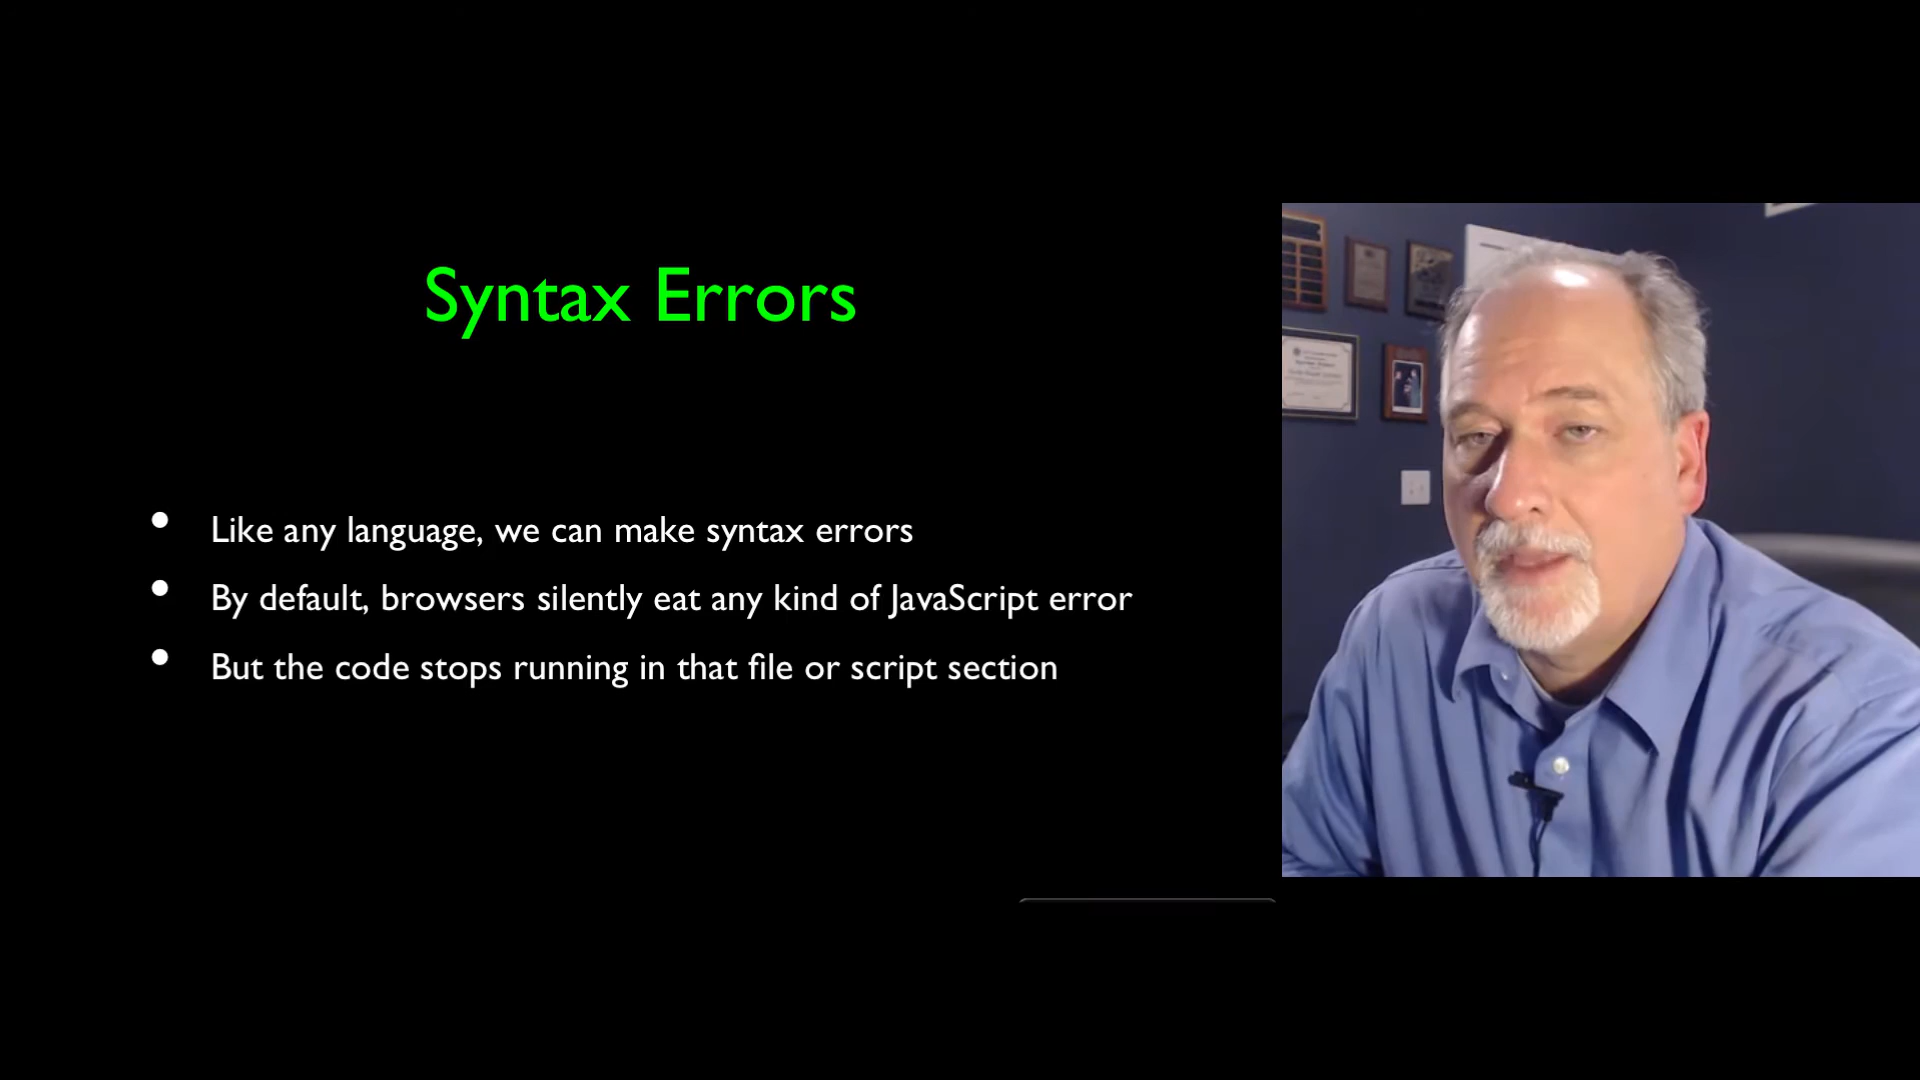 Syntax Errors
Like any language, we can make syntax errors
By default, browsers silently eat any kind of JavaScript error
But the code stops running in that file or script section